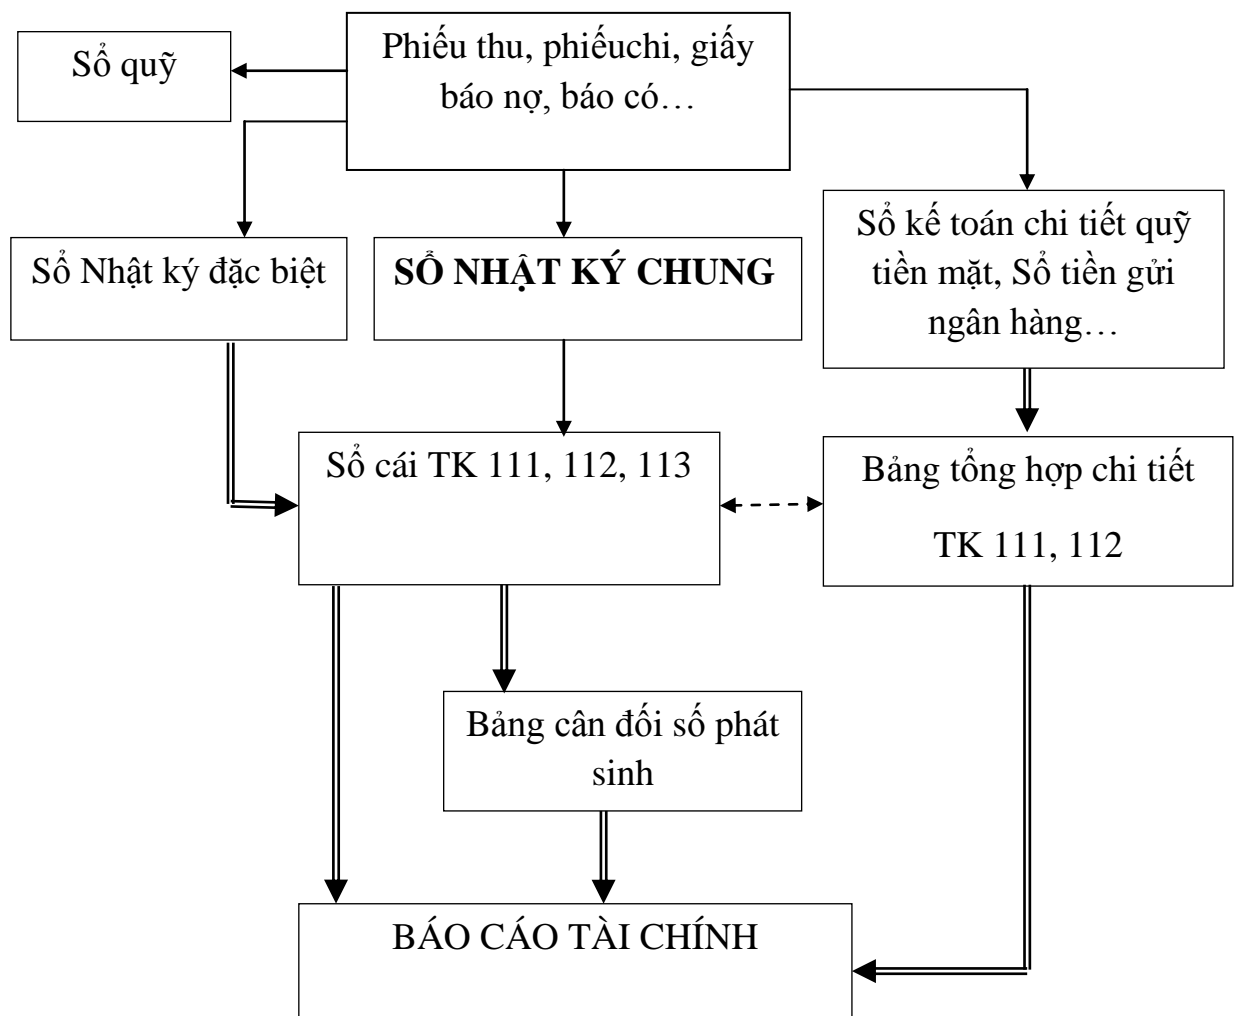 Sổ quỹ
Phiếu thu, phiếuchi, giấy
báo nợ, báo có…
Sổ Nhật ký đặc biệt
SỔ NHẬT KÝ CHUNG
Sổ kế toán chi tiết quỹ
tiền mặt, Sổ tiền gửi
ngân hàng…
Sổ cái TK 111, 112, 113
Bảng tổng hợp chi tiết
TK 111, 112
Bảng cân đối số phát
sinh
BÁO CÁO TÀI CHÍNH